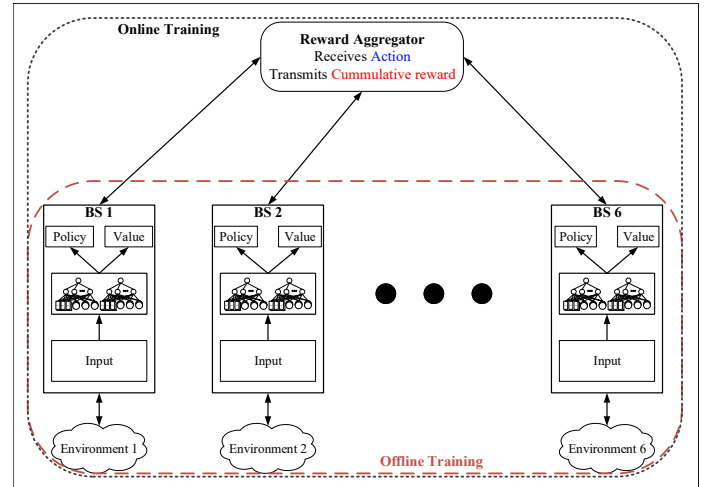 Online Training
Reward Aggregator
Receives Action
Transmits Cummulative reward
BS 1
Policy
Value
Input
Environment 1
BS 2
Policy
Value
Input
Environment 2
BS 6
Policy
Value
Input
Environment 6
Offline Training